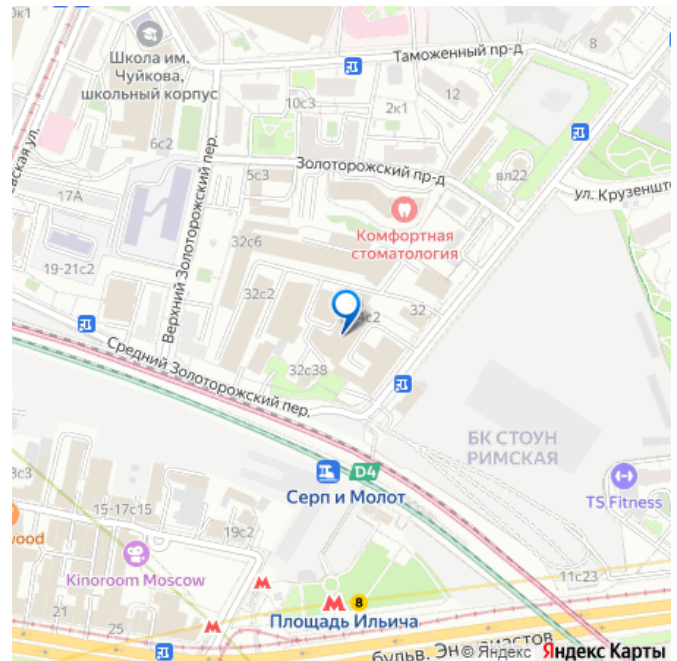 0к1
8
Таможенный пр-д
Школа им.
Чуйкова,
школьный корпус
10с3
2к1
12
6с2
Золоторожский пр-д
вл22
5с3
17А
ул. Крузенште
Верхний Золоторожский пер.
Комфортная
стоматология
32с6
19-21с2
32с2
32
Средний Золоторожский пер.
32с38
БК СТОУН
РИМСКАЯ
D4
Серп и Молот
TS Fitness
15-17с15
19с2
Kinoroom Moscow
11с23
8
21
25
Площадь Ильича
© Яндекс Яндекс Карты